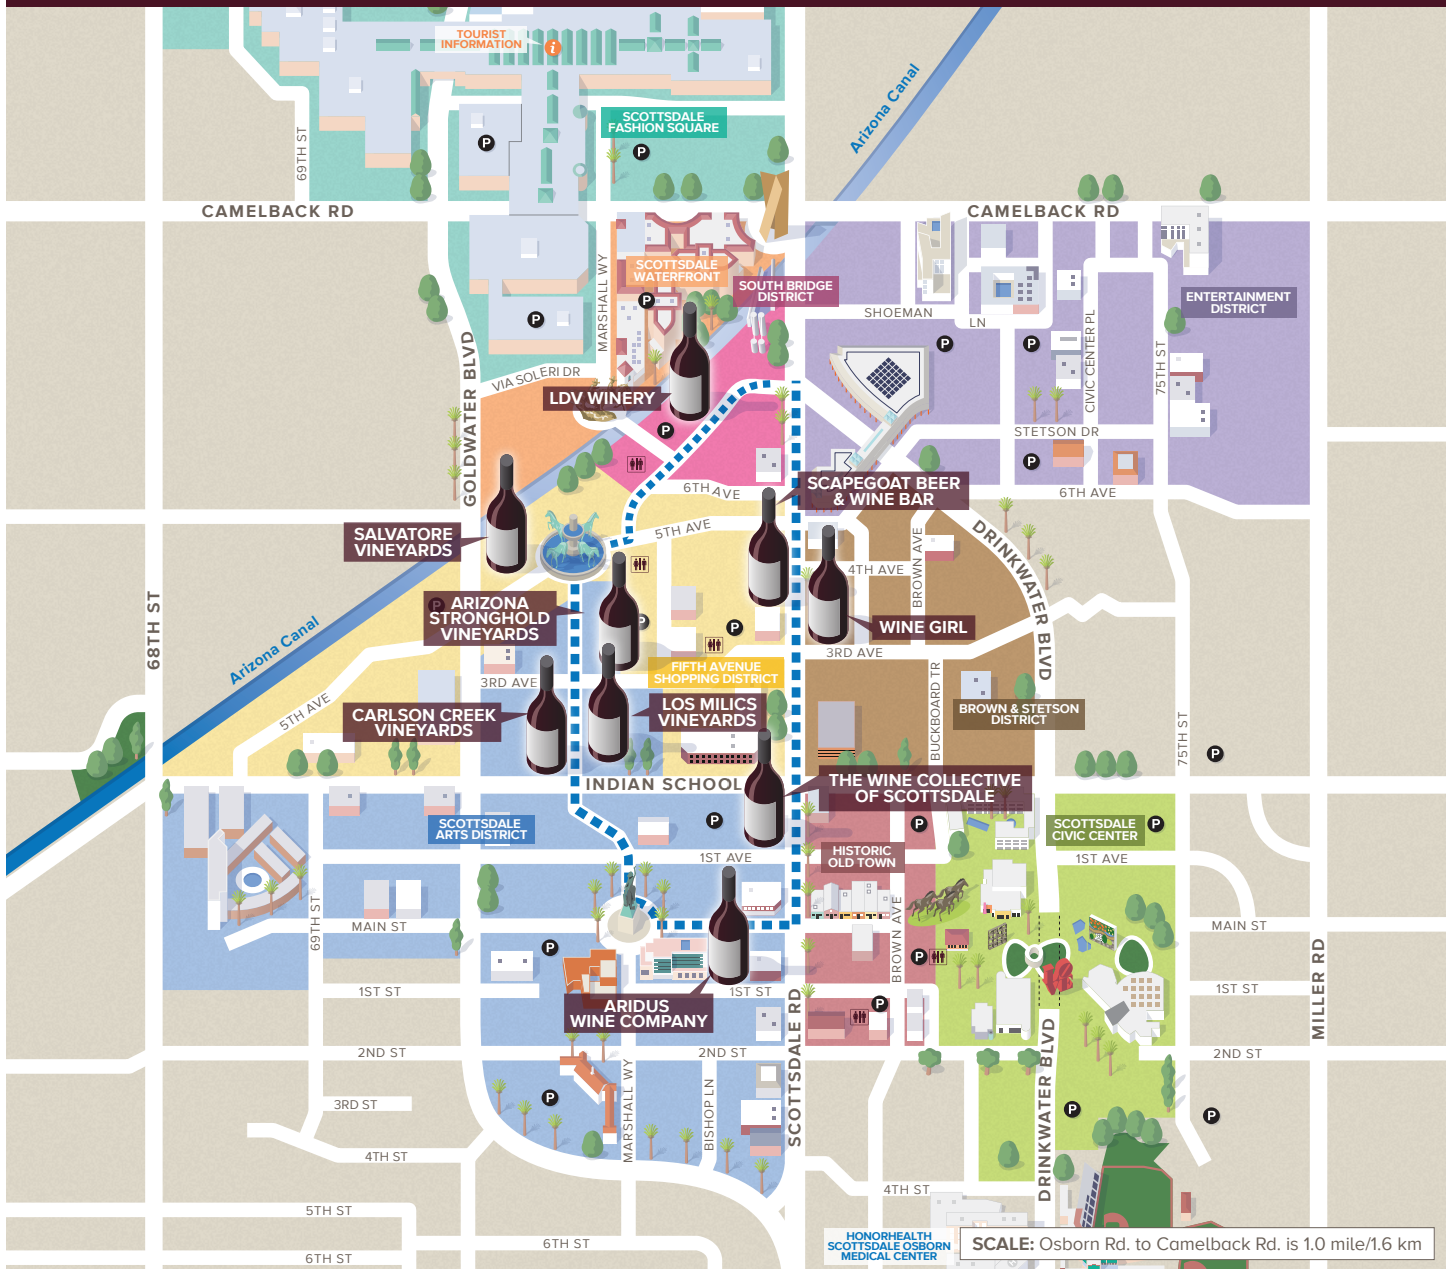 TOURIST
INFORMATION
i
SCOTTSDALE
FASHION SQUARE
P
P
Arizona Canal
69TH ST
CAMELBACK RD
CAMELBACK RD
MARSHALL WY
SCOTTSDALE
WATERFRONT
SOUTH BRIDGE
DISTRICT
ENTERTAINMENT
DISTRICT
P
P
SHOEMAN
LN
P
P
CIVIC CENTER PL
75TH ST
GOLDWATER BLVD
VIA SOLERI DR
LDV WINERY
P
STETSON DR
P
6TH AVE
6TH AVE
SCAPEGOAT BEER
& WINE BAR
SALVATORE
VINEYARDS
5TH AVE
DRINKWATER BLVD
BROWN AVE
4TH AVE
68TH ST
Arizona Canal
P
ARIZONA
STRONGHOLD
VINEYARDS
P
P
WINE GIRL
3RD AVE
3RD AVE
FIFTH AVENUE
SHOPPING DISTRICT
BUCKBOARD TR
5TH AVE
CARLSON CREEK
VINEYARDS
LOS MILICS
VINEYARDS
BROWN & STETSON
DISTRICT
75TH ST
P
INDIAN SCHOOL
THE WINE COLLECTIVE
OF SCOTTSDALE
SCOTTSDALE
ARTS DISTRICT
P
P
SCOTTSDALE
CIVIC CENTER
P
1ST AVE
HISTORIC
OLD TOWN
1ST AVE
69TH ST
MAIN ST
MAIN ST
BROWN AVE
P
P
MILLER RD
1ST ST
1ST ST
1ST ST
P
ARIDUS
WINE COMPANY
SCOTTSDALE RD
2ND ST
2ND ST
2ND ST
DRINKWATER BLVD
MARSHALL WY
BISHOP LN
P
3RD ST
P
P
4TH ST
4TH ST
5TH ST
6TH ST
6TH ST
HONORHEALTH
SCOTTSDALE OSBORN
MEDICAL CENTER
SCALE: Osborn Rd. to Camelback Rd. is 1.0 mile/1.6 km